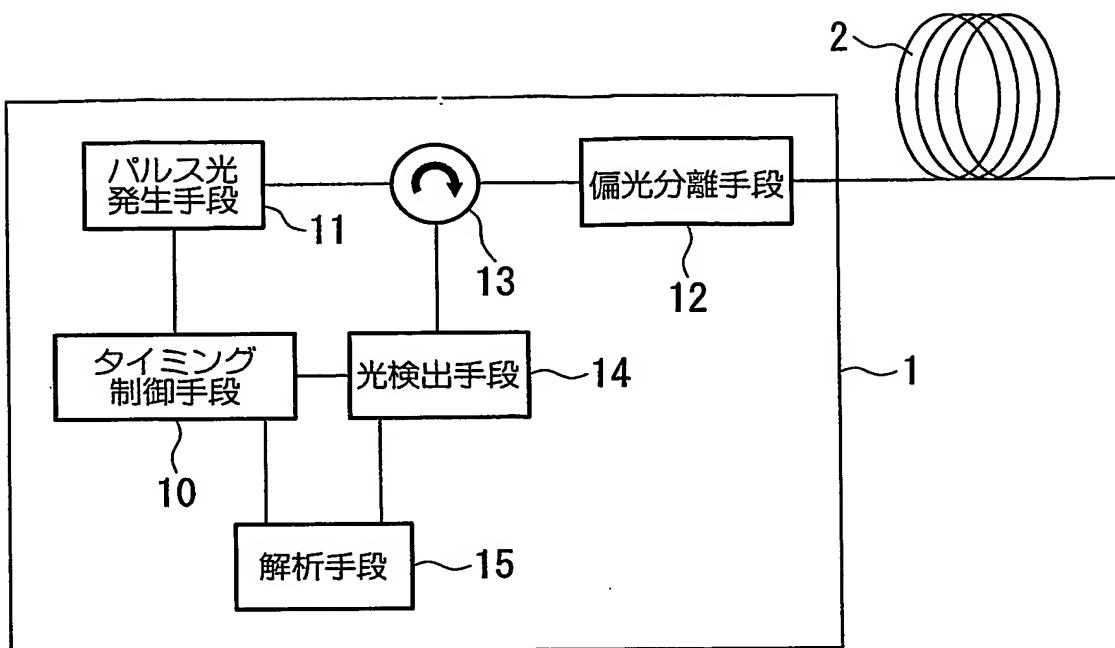 2
パルス光
発生手段
11
13
偏光分離手段
12
タイミング
制御手段
10
光検出手段
14
1
解析手段
15